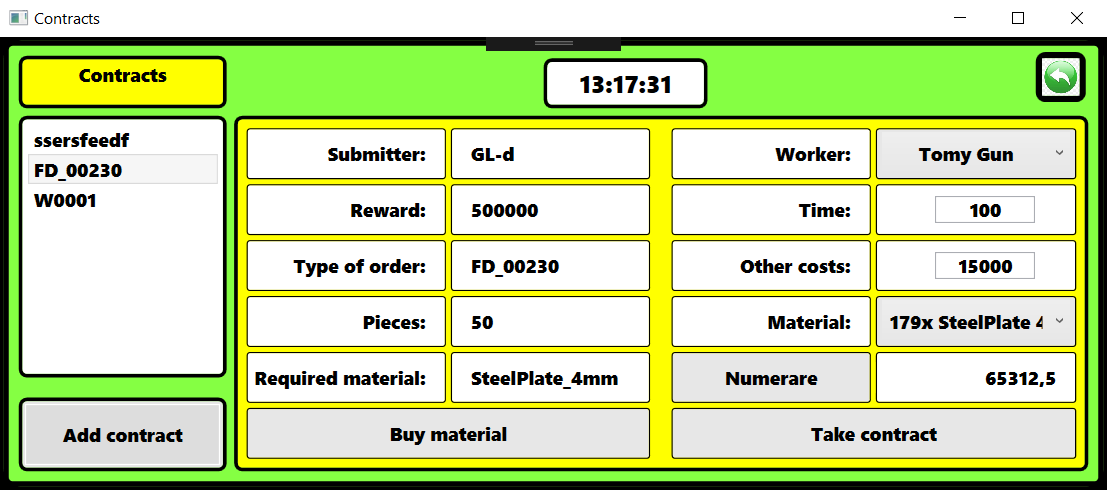 Contracts
Contracts
13:17:31
ssersfeedf
FD_00230
W0001
Add contract
Submitter: GL-d
Reward: 500000
Type of order: FD_00230
Pieces: 50
Required material: SteelPlate_4mm
Buy material
Worker: Tomy Gun
Time: 100
Other costs: 15000
Material: 179x SteelPlate 4
Numerare 65312,5
Take contract